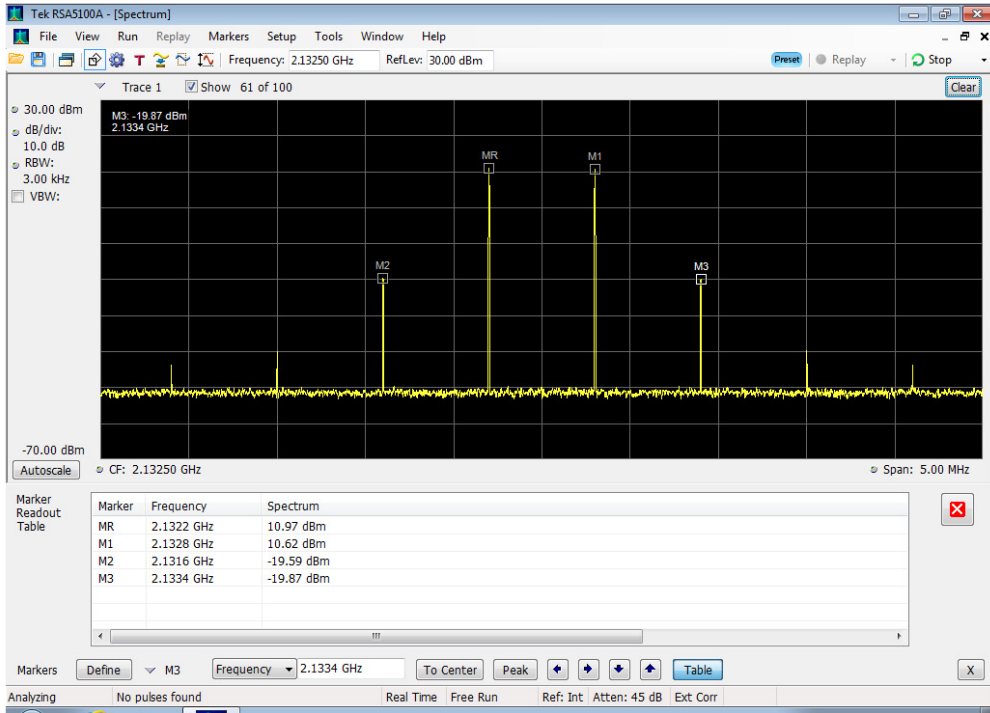 Tek RSA5100A - [Spectrum]
File View Run Replay Markers Setup Tools Window Help
T Frequency: 2.13250 GHz RefLev: 30.00 dBm Preset Replay Stop
Trace 1 Show 61 of 100 Clear
30.00 dBm
dB/div:
10.0 dB
RBW:
3.00 kHz
VBW:
M3: -19.87 dBm
2.1334 GHz
MR M1
M2 M3
-70.00 dBm
Autoscale CF: 2.13250 GHz Span: 5.00 MHz
Marker
Readout
Table
Marker Frequency Spectrum
MR 2.1322 GHz 10.97 dBm
M1 2.1328 GHz 10.62 dBm
M2 2.1316 GHz -19.59 dBm
M3 2.1334 GHz -19.87 dBm
Markers Define M3 Frequency 2.1334 GHz To Center Peak Table X
Analyzing No pulses found Real Time Free Run Ref: Int Atten: 45 dB Ext Corr